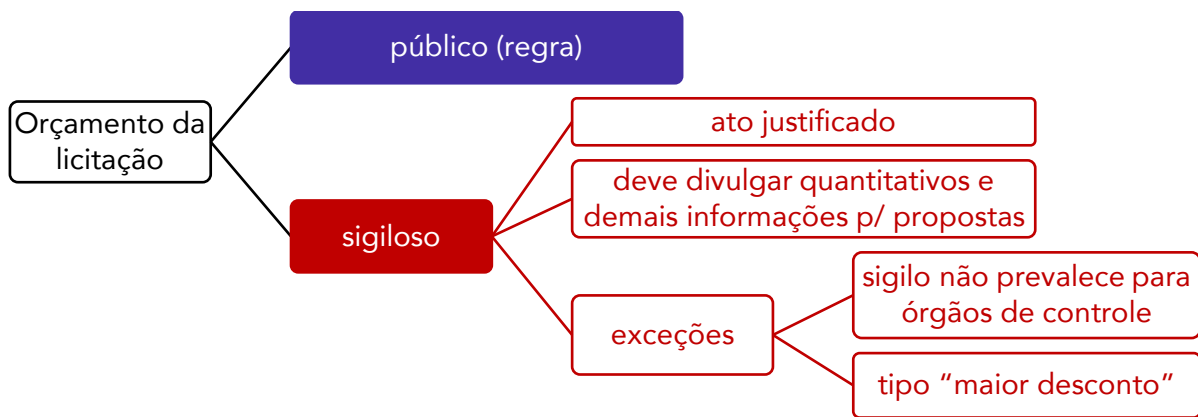 público (regra)
Orçamento da
licitação
sigiloso
ato justificado
deve divulgar quantitativos e
demais informações p/ propostas
exceções
sigilo não prevalece para
órgãos de controle
tipo “maior desconto”